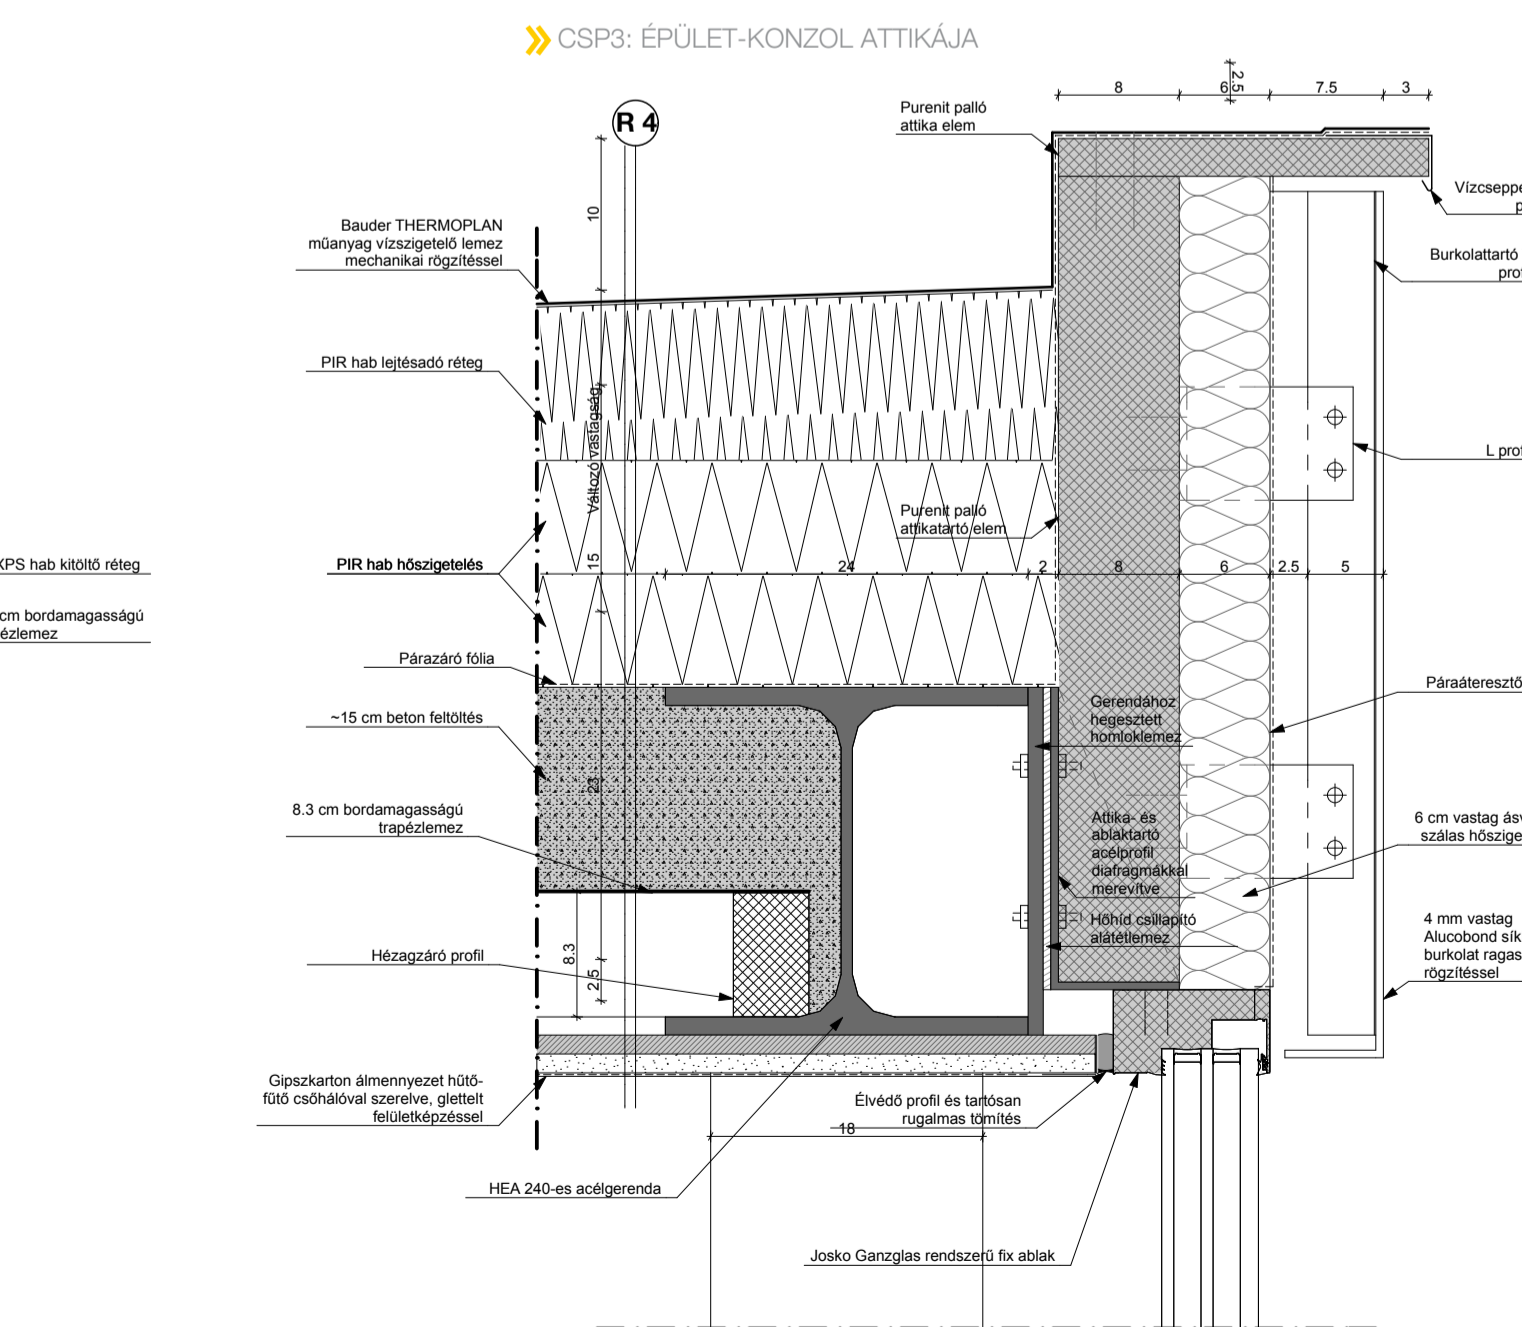 CSP3: ÉPÜLET-KONZOL ATTIKÁJA
8
6
2.5
7.5
3
R 4
Purenit palló
attika elem
10
Bauder THERMOPLAN
műanyag vízszigetelő lemez
mechanikai rögzítéssel
Burkolattartó
PIR hab lejtésadó réteg
Változó vastagság
L
Purenit palló
attikatartó elem
XPS hab kitöltő réteg
PIR hab hőszigetelés
15
24
2
8
6
2.5
5
cm bordamagasságú
Párazáró fólia
Páraáteresztő
Gerendához
hegesztett
homloklemez
~15 cm beton feltöltés
23
8.3 cm bordamagasságú
trapézlemez
Attika- és
ablaktartó
acélprofil
diafragmákkal
merevítve
6 cm vastag
szálas
Hőhíd csillapító
alátétlemez
4 mm vastag
Alucobond sík
burkolat
rögzítéssel
Hézagzáró profil
8.3
2.5
Gipszkarton álmennyezet hűtő-
fűtő csőhálóval szerelve, glettelt
felületképzéssel
Élvédő profil és tartósan
rugalmas tömítés
18
HEA 240-es acélgerenda
Josko Ganzglas rendszerű fix ablak